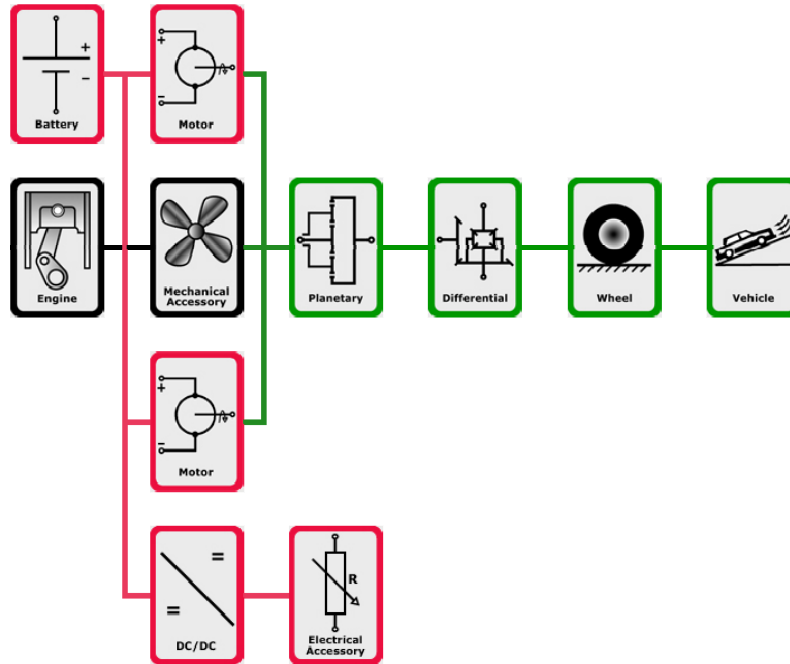 +
−
Battery
+
−
Motor
Engine
Mechanical
Accessory
Planetary
Differential
Wheel
Vehicle
+
−
Motor
=
=
DC/DC
R
Electrical
Accessory